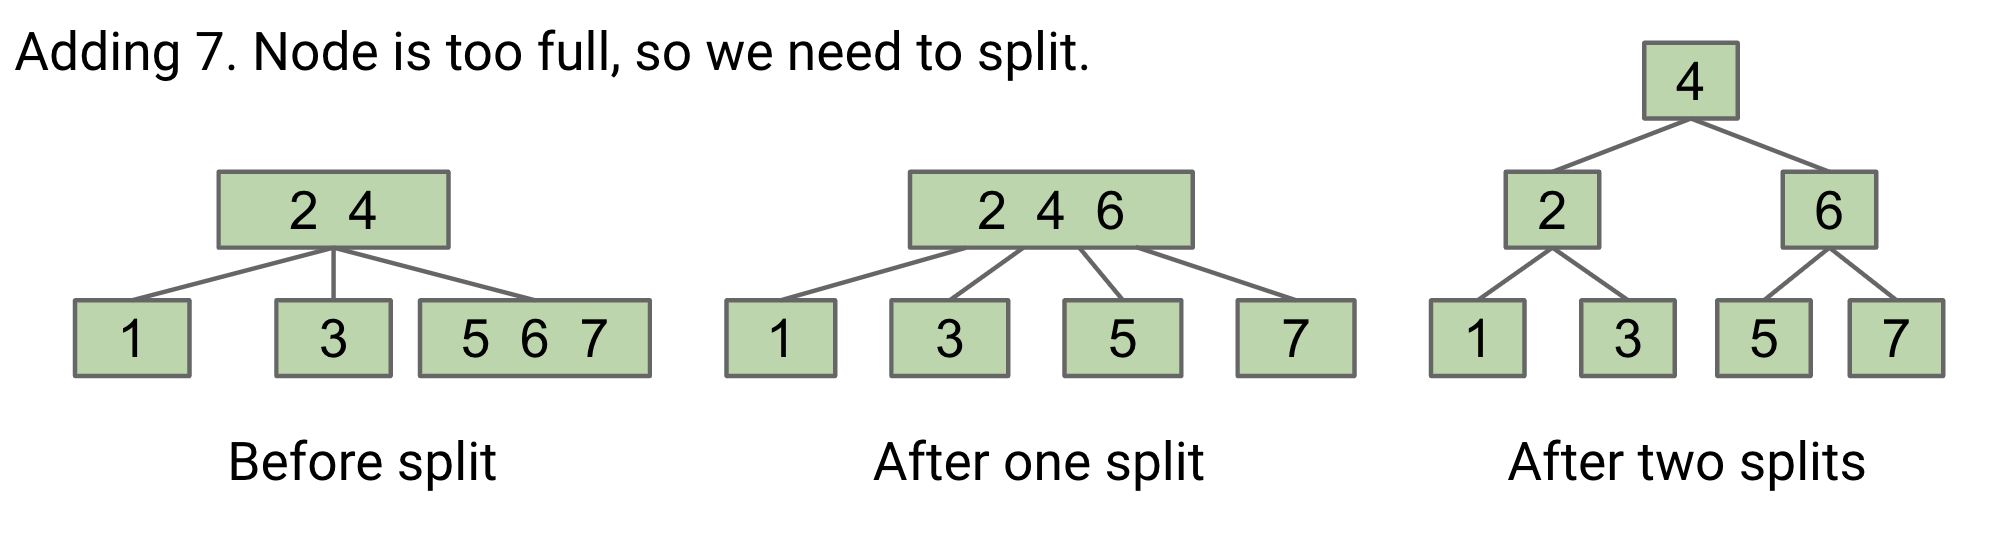 Adding 7. Node is too full, so we need to split.
2 4
1 3 5 6 7
Before split
2 4 6
1 3 5 7
After one split
4
2 6
1 3 5 7
After two splits